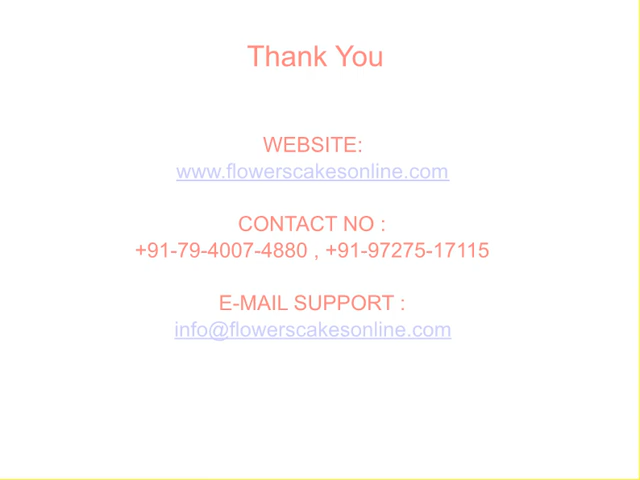 Thank You
WEBSITE:
www.flowerscakesonline.com
CONTACT NO :
+91-79-4007-4880 , +91-97275-17115
E-MAIL SUPPORT :
info@flowerscakesonline.com